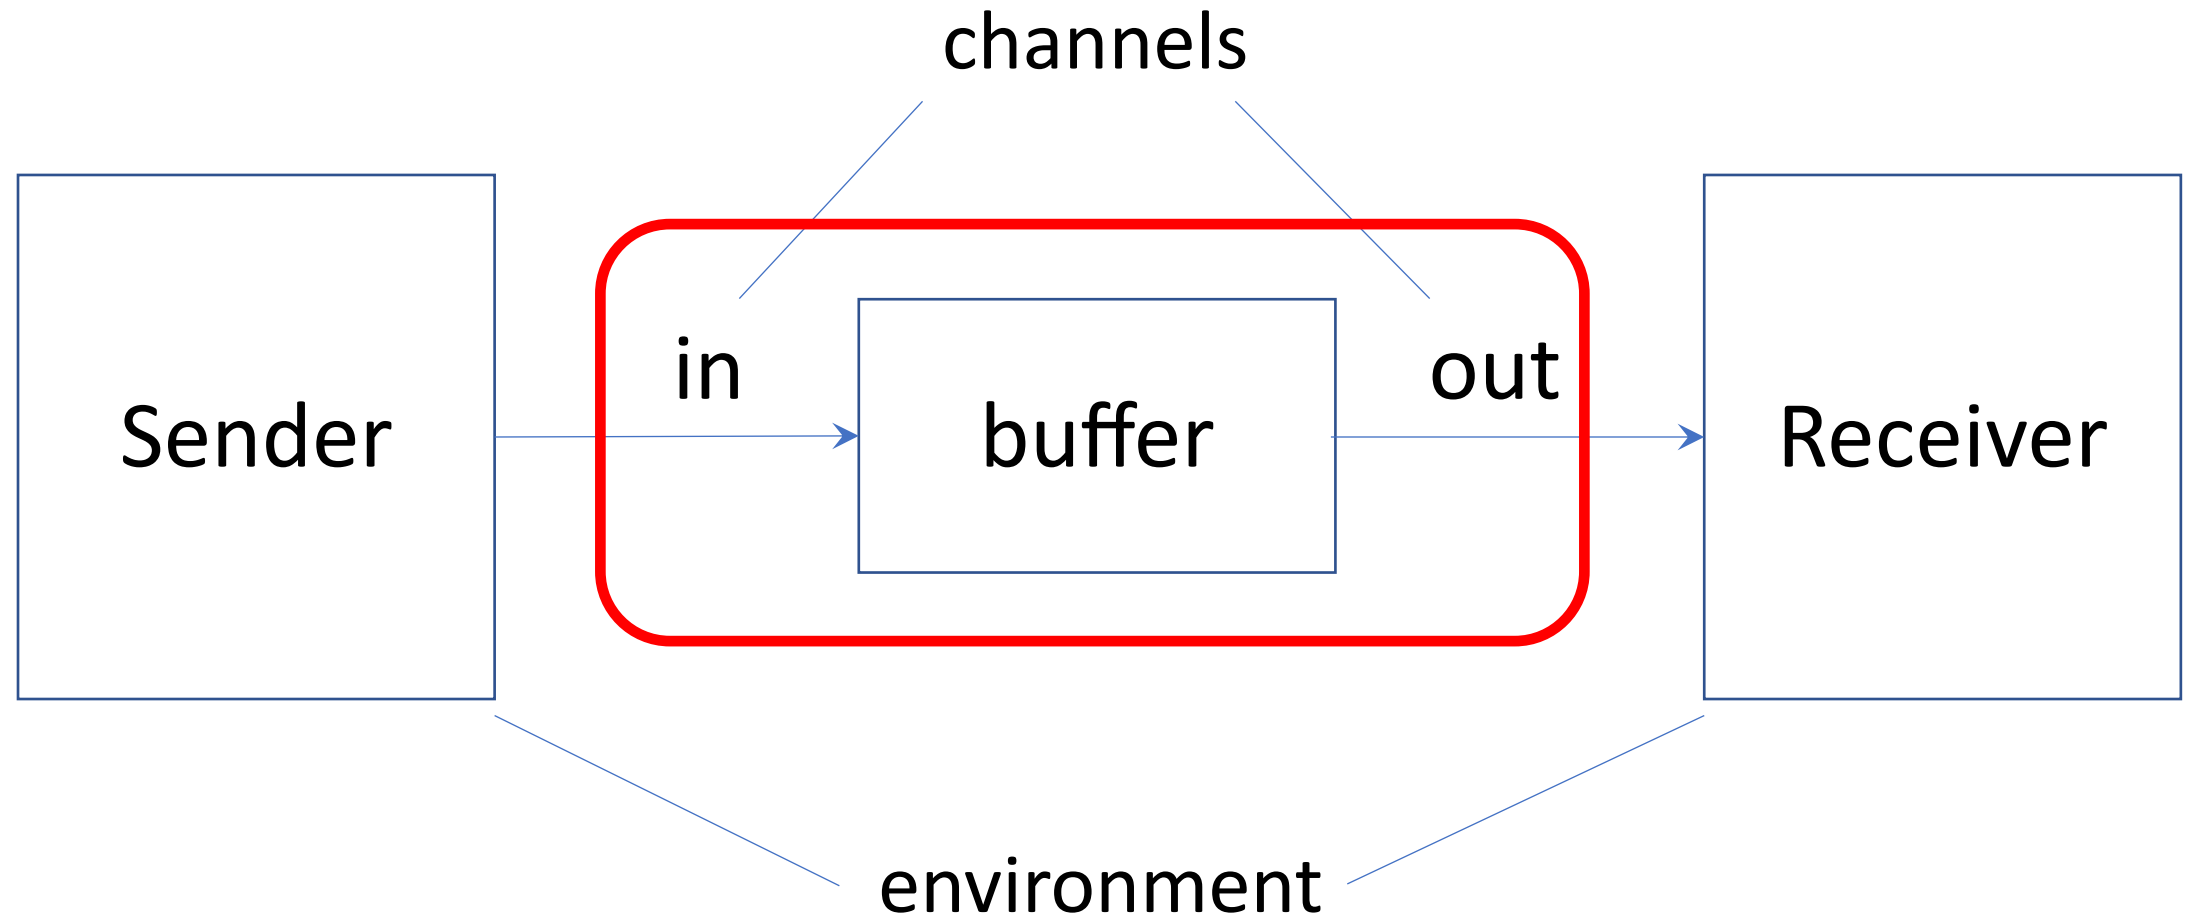 channels
in
out
Sender
buffer
Receiver
environment